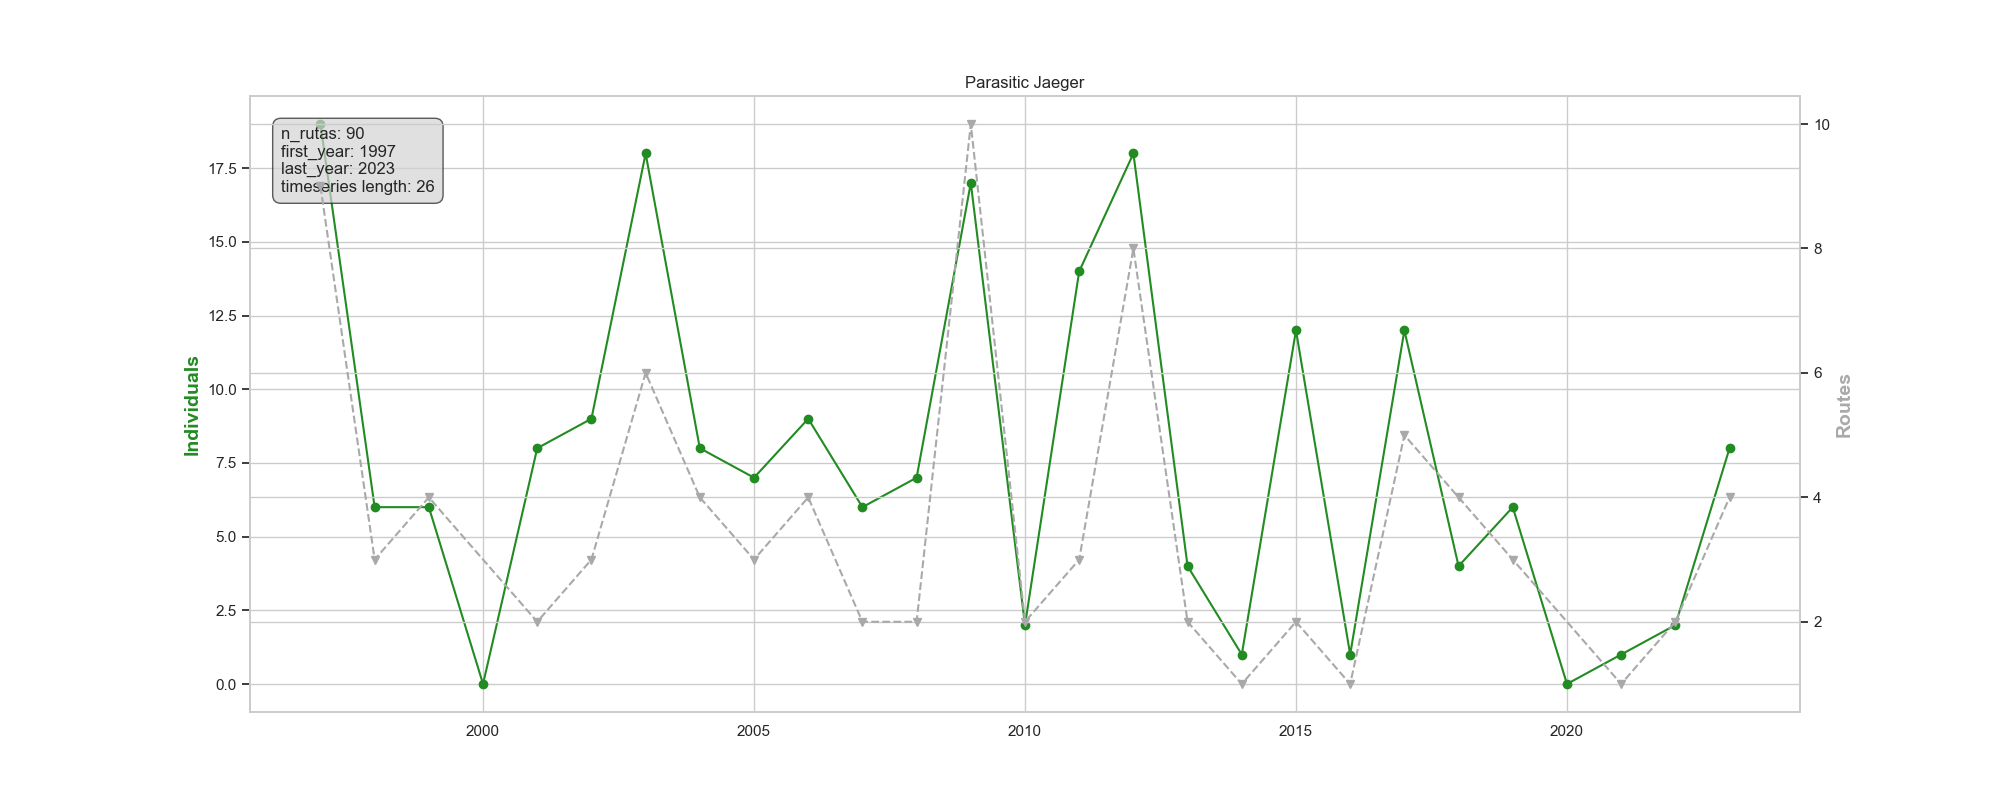 Parasitic Jaeger
n_rutas: 90
first_year: 1997
last_year: 2023
timeseries length: 26
Individuals
17.5
15.0
12.5
10.0
7.5
5.0
2.5
0.0
10
8
6
4
2
Routes
2000
2005
2010
2015
2020